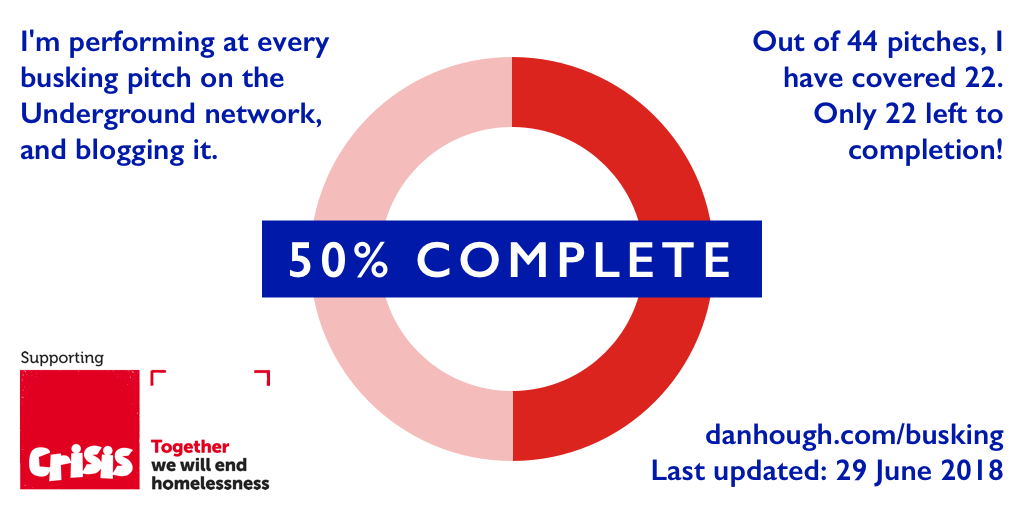 I'm performing at every
busking pitch on the
Underground network,
and blogging it.
Out of 44 pitches, I
have covered 22.
Only 22 left to
completion!
50% COMPLETE
Supporting
Crisis
Together
we will end
homelessness
danhough.com/busking
Last updated: 29 June 2018